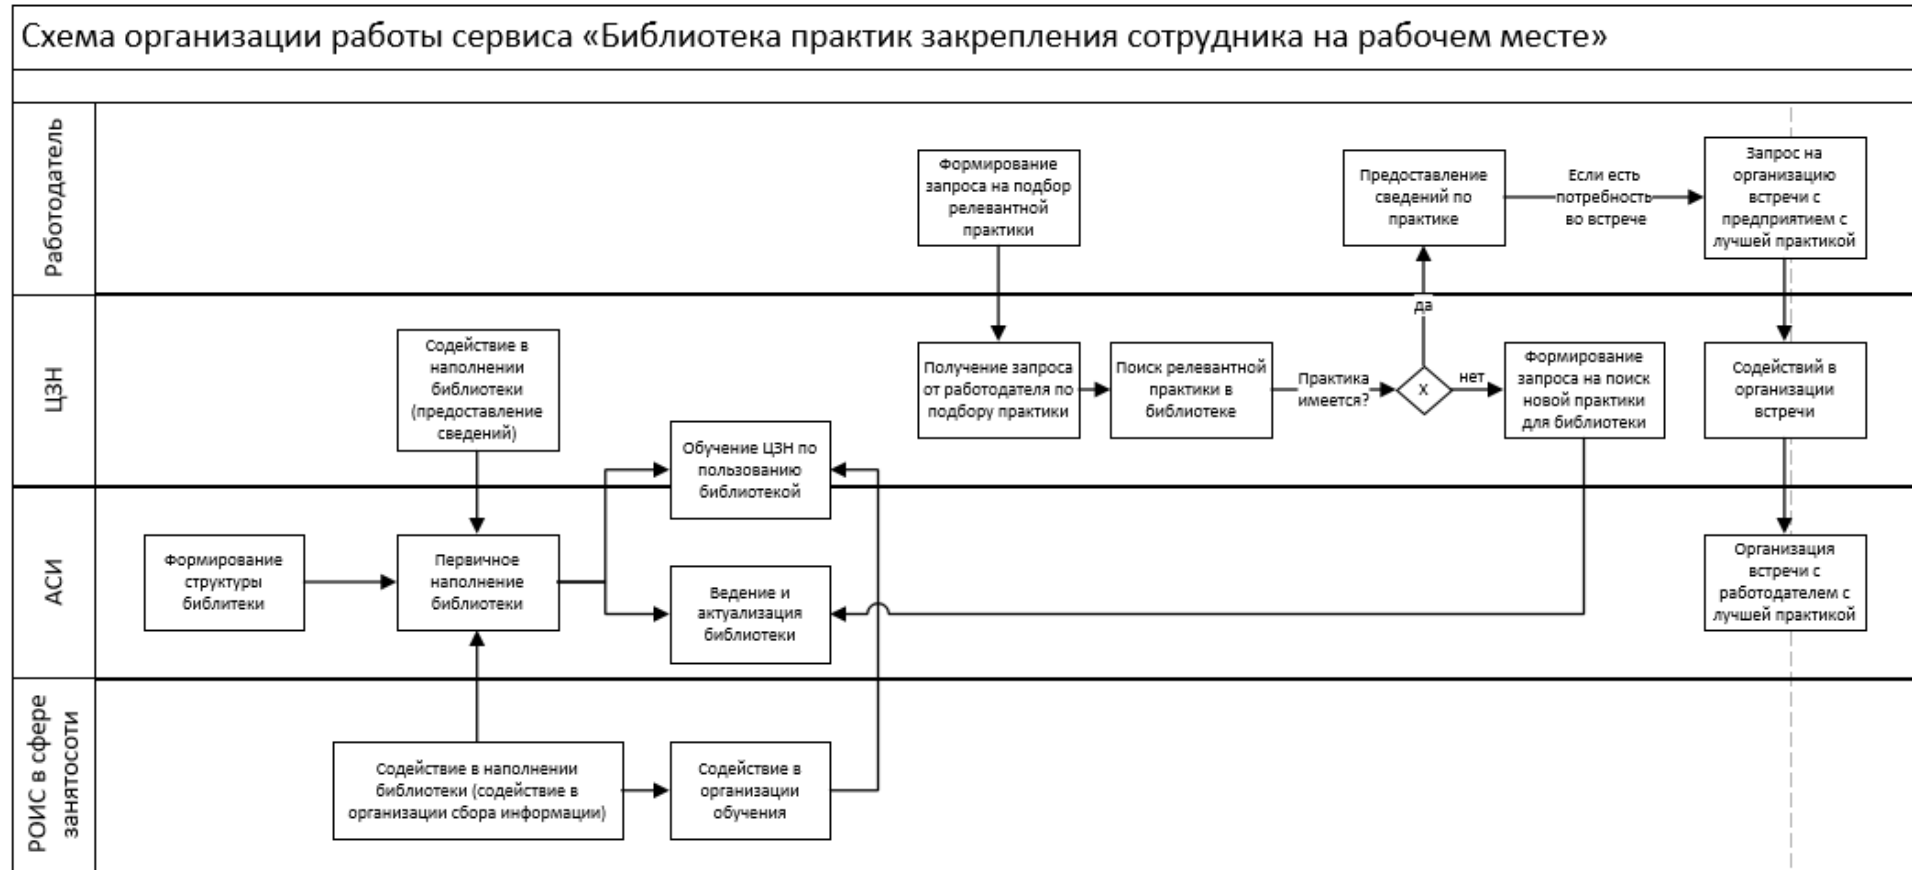 Схема организации работы сервиса «Библиотека практик закрепления сотрудника на рабочем месте»
Работодатель
Формирование
запроса на подбор
релевантной
практики
Предоставление
сведений по
практике
Если есть
потребность
во встрече
Запрос на
организацию
встречи с
предприятием с
лучшей практикой
ЦЗН
Содействие в
наполнении
библиотеки
(предоставление
сведений)
Обучение ЦЗН по
пользованию
библиотекой
Получение запроса
от работодателя по
подбору практики
Поиск релевантной
практики в
библиотеке
Практика
имеется?
X
да
нет
Формирование
запроса на поиск
новой практики
для библиотеки
Содействий в
организации
встречи
АСИ
Формирование
структуры
библитеки
Первичное
наполнение
библиотеки
Ведение и
актуализация
библиотеки
Организация
встречи с
работодателем с
лучшей практикой
РОИС в сфере
занятосоти
Содействие в наполнении
библиотеки (содействие в
организации сбора информации)
Содействие в
организации
обучения